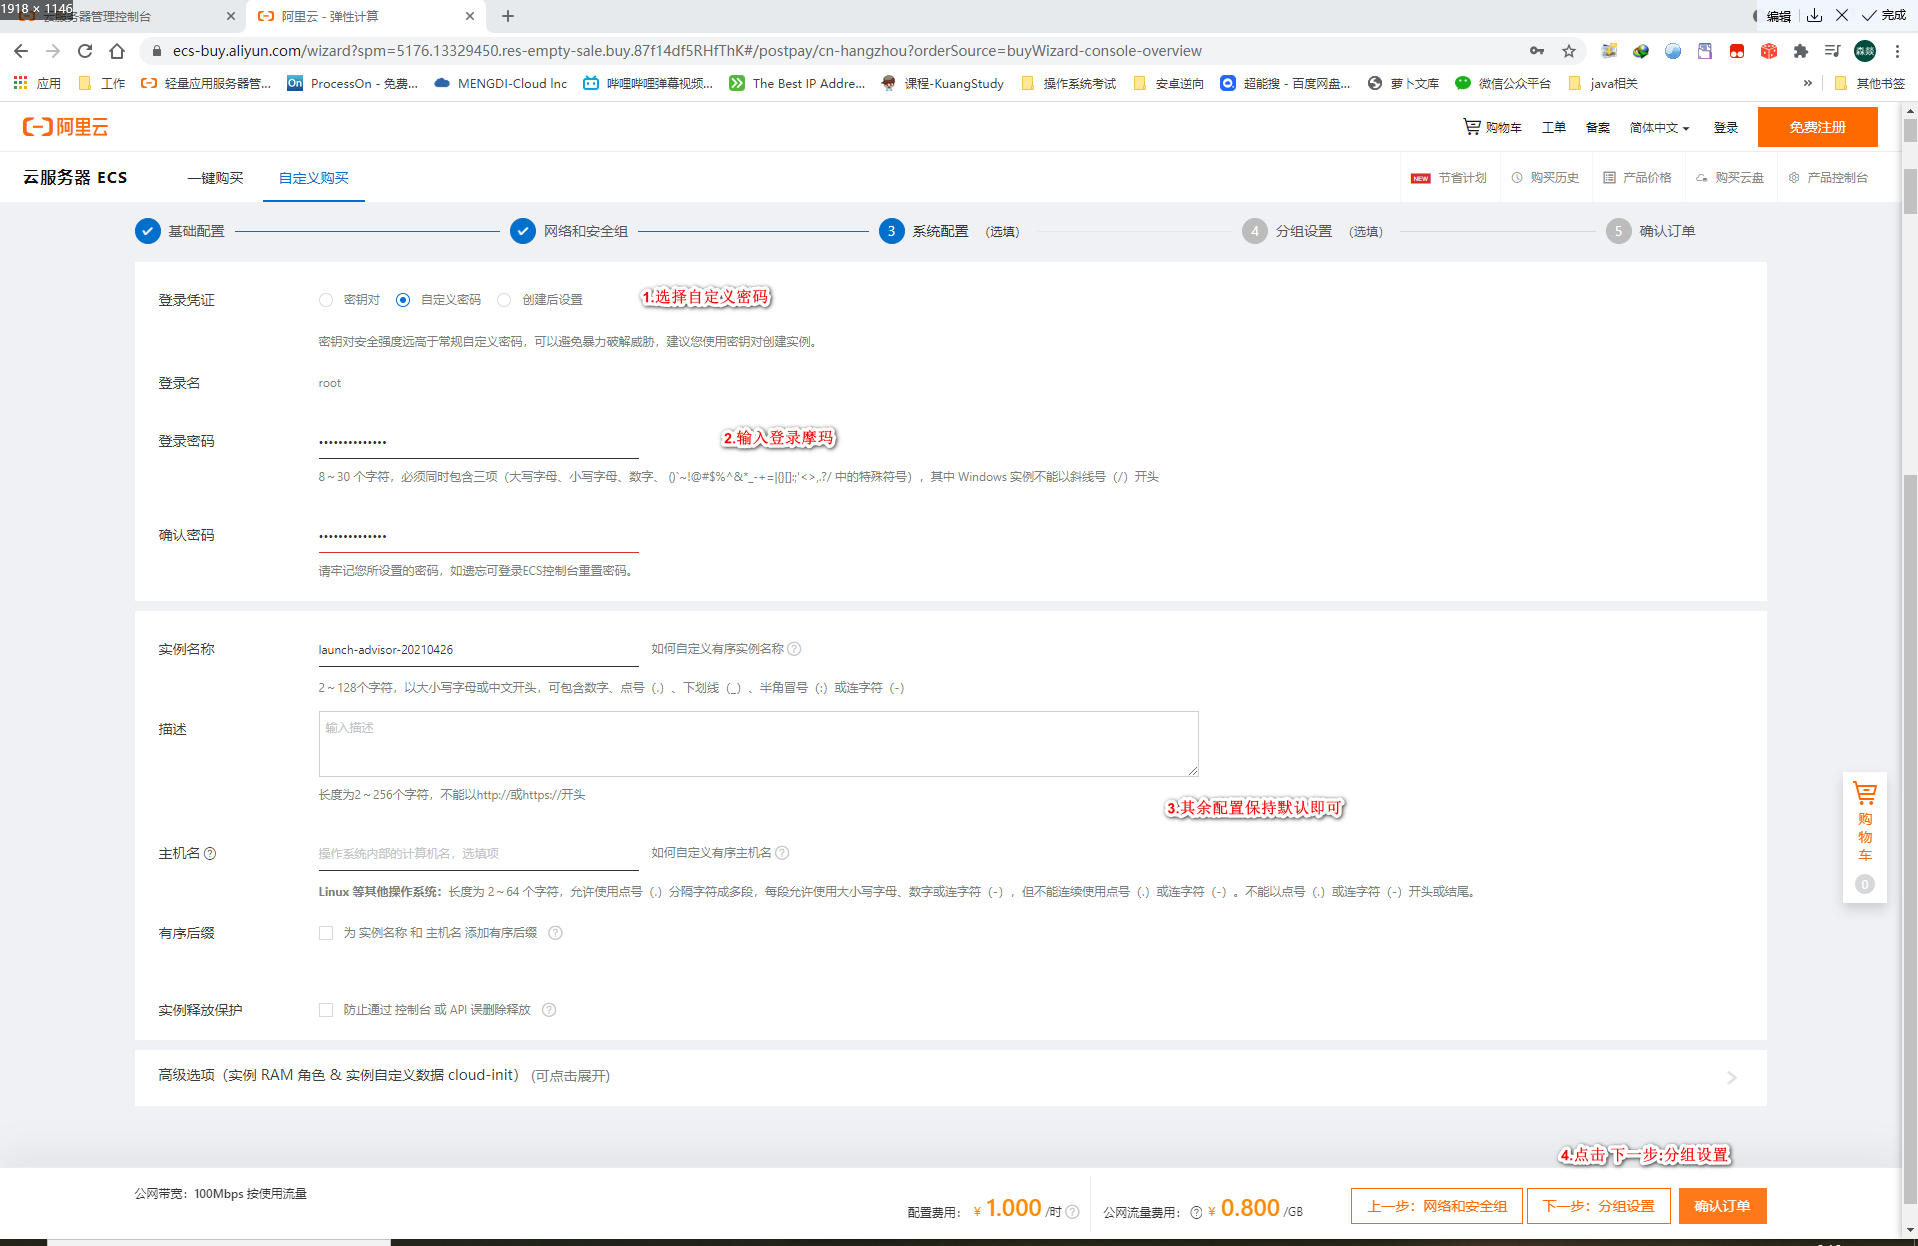 1918 × 1146
云服务器管理控制台
阿里云 - 弹性计算
编辑
完成
ecs-buy.aliyun.com/wizard?spm=5176.13329450.res-empty-sale.buy.87f14df5RHfThK#/postpay/cn-hangzhou?orderSource=buyWizard-console-overview
应用 工作 轻量应用服务器管... ProcessOn - 免费... MENGDI-Cloud Inc 哔哩哔哩弹幕视频... The Best IP Addre... 课程-KuangStudy 操作系统考试 安卓逆向 超能搜 - 百度网盘... 萝卜文库 微信公众平台 java相关 » 其他书签
阿里云
购物车 工单 备案 简体中文 登录 免费注册
云服务器 ECS 一键购买 自定义购买
NEW 节省计划 购买历史 产品价格 购买云盘 产品控制台
基础配置 网络和安全组 3 系统配置 (选填) 4 分组设置 (选填) 5 确认订单
登录凭证 密钥对 自定义密码 创建后设置 1.选择自定义密码
密钥对安全强度远高于常规自定义密码，可以避免暴力破解威胁，建议您使用密钥对创建实例。
登录名 root
登录密码 •••••••••••••• 2.输入登录摩玛
8～30 个字符，必须同时包含三项（大写字母、小写字母、数字、 ()`~!@#$%^&*_-+=|{}[]:;'<>,.?/ 中的特殊符号），其中 Windows 实例不能以斜线号（/）开头
确认密码 ••••••••••••••
请牢记您所设置的密码，如遗忘可登录ECS控制台重置密码。
实例名称 launch-advisor-20210426 如何自定义有序实例名称
2～128个字符，以大小写字母或中文开头，可包含数字、点号（.）、下划线（_）、半角冒号（:）或连字符（-）
描述 输入描述
长度为2～256个字符，不能以http://或https://开头
3.其余配置保持默认即可
主机名 操作系统内部的计算机名，选填项 如何自定义有序主机名
Linux 等其他操作系统：长度为 2～64 个字符，允许使用点号（.）分隔字符成多段，每段允许使用大小写字母、数字或连字符（-），但不能连续使用点号（.）或连字符（-）。不能以点号（.）或连字符（-）开头或结尾。
购物车
0
有序后缀 为 实例名称 和 主机名 添加有序后缀
实例释放保护 防止通过 控制台 或 API 误删除释放
高级选项（实例 RAM 角色 & 实例自定义数据 cloud-init） (可点击展开)
4.点击下一步:分组设置
公网带宽：100Mbps 按使用流量
配置费用： ¥ 1.000 /时 公网流量费用： ¥ 0.800 /GB
上一步：网络和安全组 下一步：分组设置 确认订单